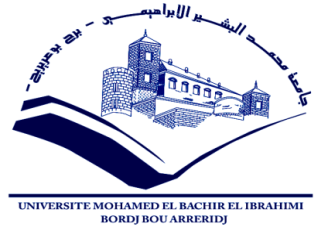 جامعة محمد البشير الابراهيمي - برج بوعريريج -
UNIVERSITE MOHAMED EL BACHIR EL IBRAHIMI
BORDJ BOU ARRERIDJ